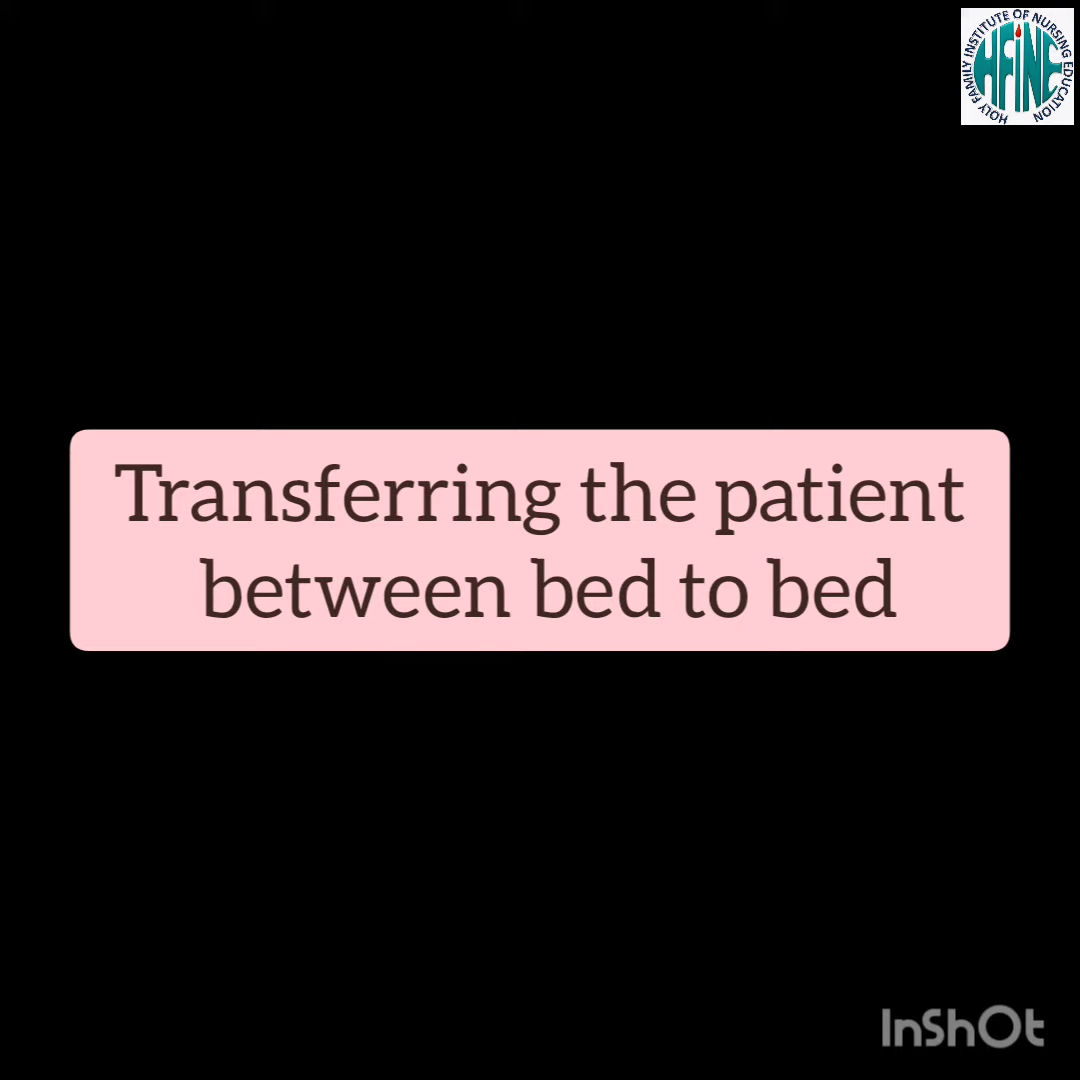 HOLY FAMILY INSTITUTE OF NURSING EDUCATION
HFINE
Transferring the patient
between bed to bed
InShOt